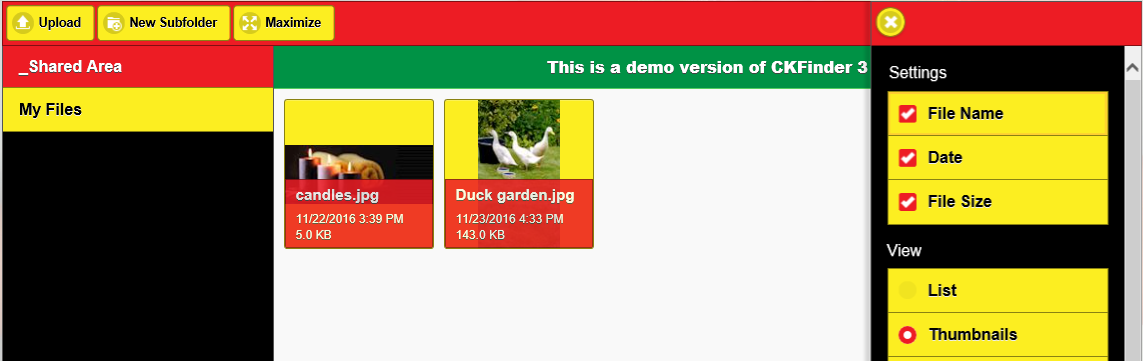 Upload
New Subfolder
Maximize
_Shared Area
My Files
This is a demo version of CKFinder 3
candles.jpg
11/22/2016 3:39 PM
5.0 KB
Duck garden.jpg
11/23/2016 4:33 PM
143.0 KB
Settings
File Name
Date
File Size
View
List
Thumbnails